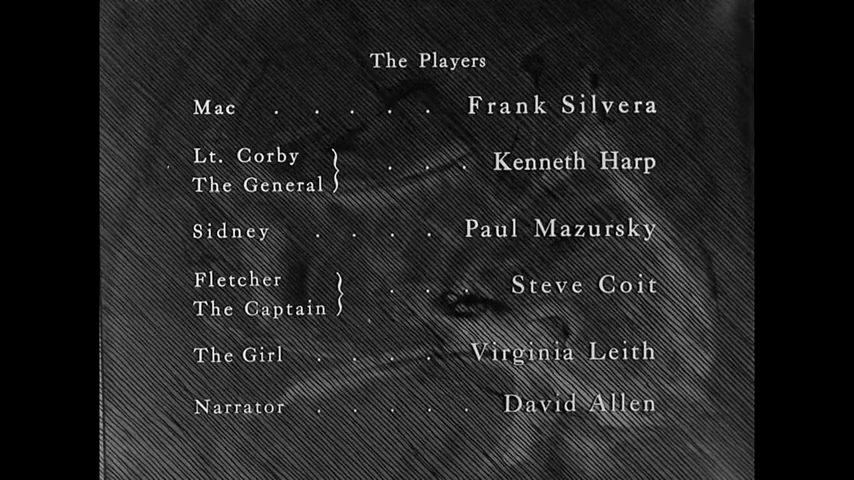 The Players
Mac . . . . . Frank Silvera
Lt. Corby
The General } . . . Kenneth Harp
Sidney . . . . Paul Mazursky
Fletcher
The Captain } . . . Steve Coit
The Girl . . . . Virginia Leith
Narrator . . . . . David Allen